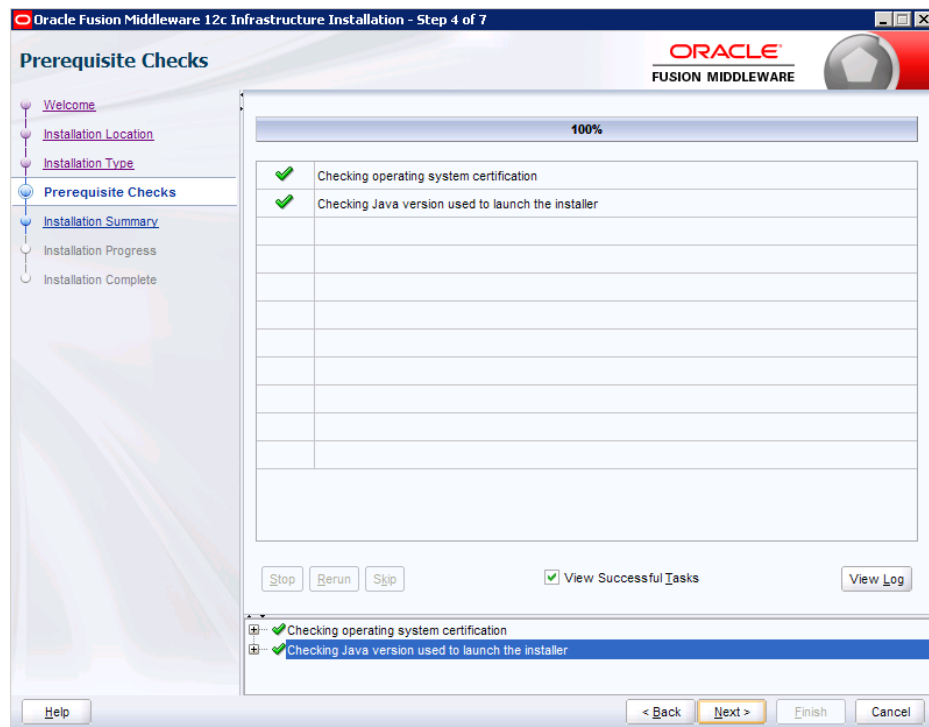 Oracle Fusion Middleware 12c Infrastructure Installation - Step 4 of 7
Prerequisite Checks
ORACLE
FUSION MIDDLEWARE
Welcome
Installation Location
Installation Type
Prerequisite Checks
Installation Summary
Installation Progress
Installation Complete
100%
Checking operating system certification
Checking Java version used to launch the installer
Stop Rerun Skip View Successful Tasks View Log
Checking operating system certification
Checking Java version used to launch the installer
Help < Back Next > Finish Cancel